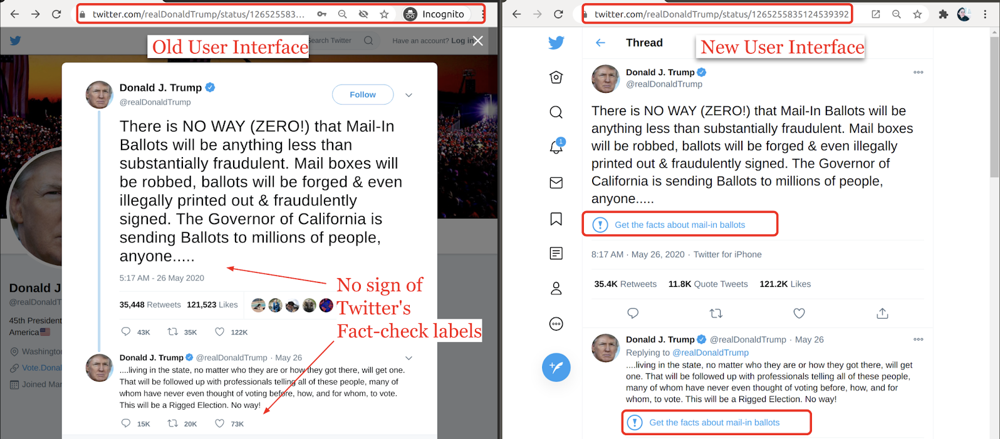 twitter.com/realDonaldTrump/status/126525583...
Incognito
Old User Interface
Search Twitter
Have an account? Log in
Donald J. Trump
@realDonaldTrump
Follow
There is NO WAY (ZERO!) that Mail-In
Ballots will be anything less than
substantially fraudulent. Mail boxes will
be robbed, ballots will be forged & even
illegally printed out & fraudulently
signed. The Governor of California is
sending Ballots to millions of people,
anyone.....
5:17 AM - 26 May 2020
35,448 Retweets 121,523 Likes
43K 35K 122K
No sign of
Twitter's
Fact-check labels
Donald J. Trump @realDonaldTrump · May 26
....living in the state, no matter who they are or how they got there, will get one.
That will be followed up with professionals telling all of these people, many of
whom have never even thought of voting before, how, and for whom, to vote.
This will be a Rigged Election. No way!
15K 20K 73K
Donald J
@realDonaldT
45th President
America
Washingto
Vote.Donal
Joined Mar
twitter.com/realDonaldTrump/status/1265255835124539392
Thread
New User Interface
Donald J. Trump
@realDonaldTrump
There is NO WAY (ZERO!) that Mail-In Ballots will be
anything less than substantially fraudulent. Mail boxes
will be robbed, ballots will be forged & even illegally
printed out & fraudulently signed. The Governor of
California is sending Ballots to millions of people,
anyone.....
Get the facts about mail-in ballots
8:17 AM · May 26, 2020 · Twitter for iPhone
35.4K Retweets 11.8K Quote Tweets 121.2K Likes
Donald J. Trump @realDonaldTrump · May 26
Replying to @realDonaldTrump
....living in the state, no matter who they are or how they got there, will get
one. That will be followed up with professionals telling all of these people,
many of whom have never even thought of voting before, how, and for
whom, to vote. This will be a Rigged Election. No way!
Get the facts about mail-in ballots
1